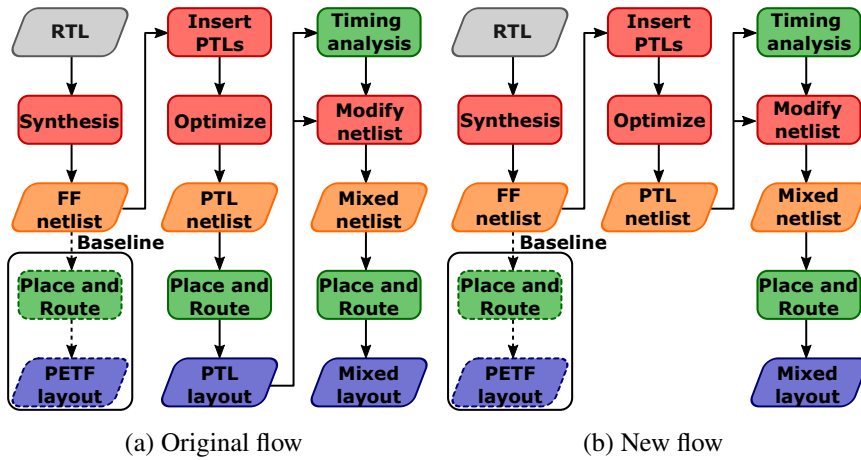 RTL
Synthesis
FF
netlist
Baseline
Place and
Route
PETF
layout
Insert
PTLs
Optimize
PTL
netlist
Place and
Route
PTL
layout
Timing
analysis
Modify
netlist
Mixed
netlist
Place and
Route
Mixed
layout
(a) Original flow
RTL
Synthesis
FF
netlist
Baseline
Place and
Route
PETF
layout
Insert
PTLs
Optimize
PTL
netlist
Timing
analysis
Modify
netlist
Mixed
netlist
Place and
Route
Mixed
layout
(b) New flow